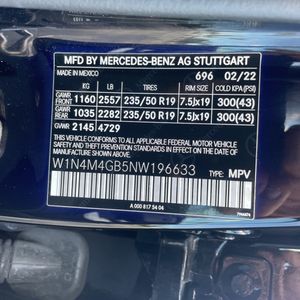 MFD BY MERCEDES-BENZ AG STUTTGART
MADE IN MEXICO 696 02/22
KG LB TIRE SIZE RIM SIZE COLD KPA (PSI)
GAWR FRONT 1160 2557 235/50 R19 7.5Jx19 300(43)
GAWR REAR 1035 2282 235/50 R19 7.5Jx19 300(43)
GVWR 2145 4729
THIS VEHICLE CONFORMS TO ALL APPLICABLE FEDERAL MOTOR VEHICLE
SAFETY AND THEFT PREVENTION STANDARDS IN EFFECT ON THE
DATE OF MANUFACTURE SHOWN ABOVE.
W1N4M4GB5NW196633 TYPE: MPV
A 000 817 54 04